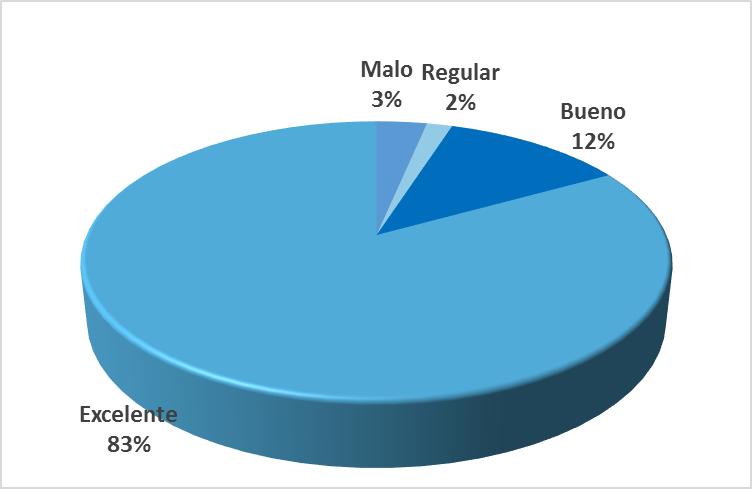 Malo
3%
Regular
2%
Bueno
12%
Excelente
83%